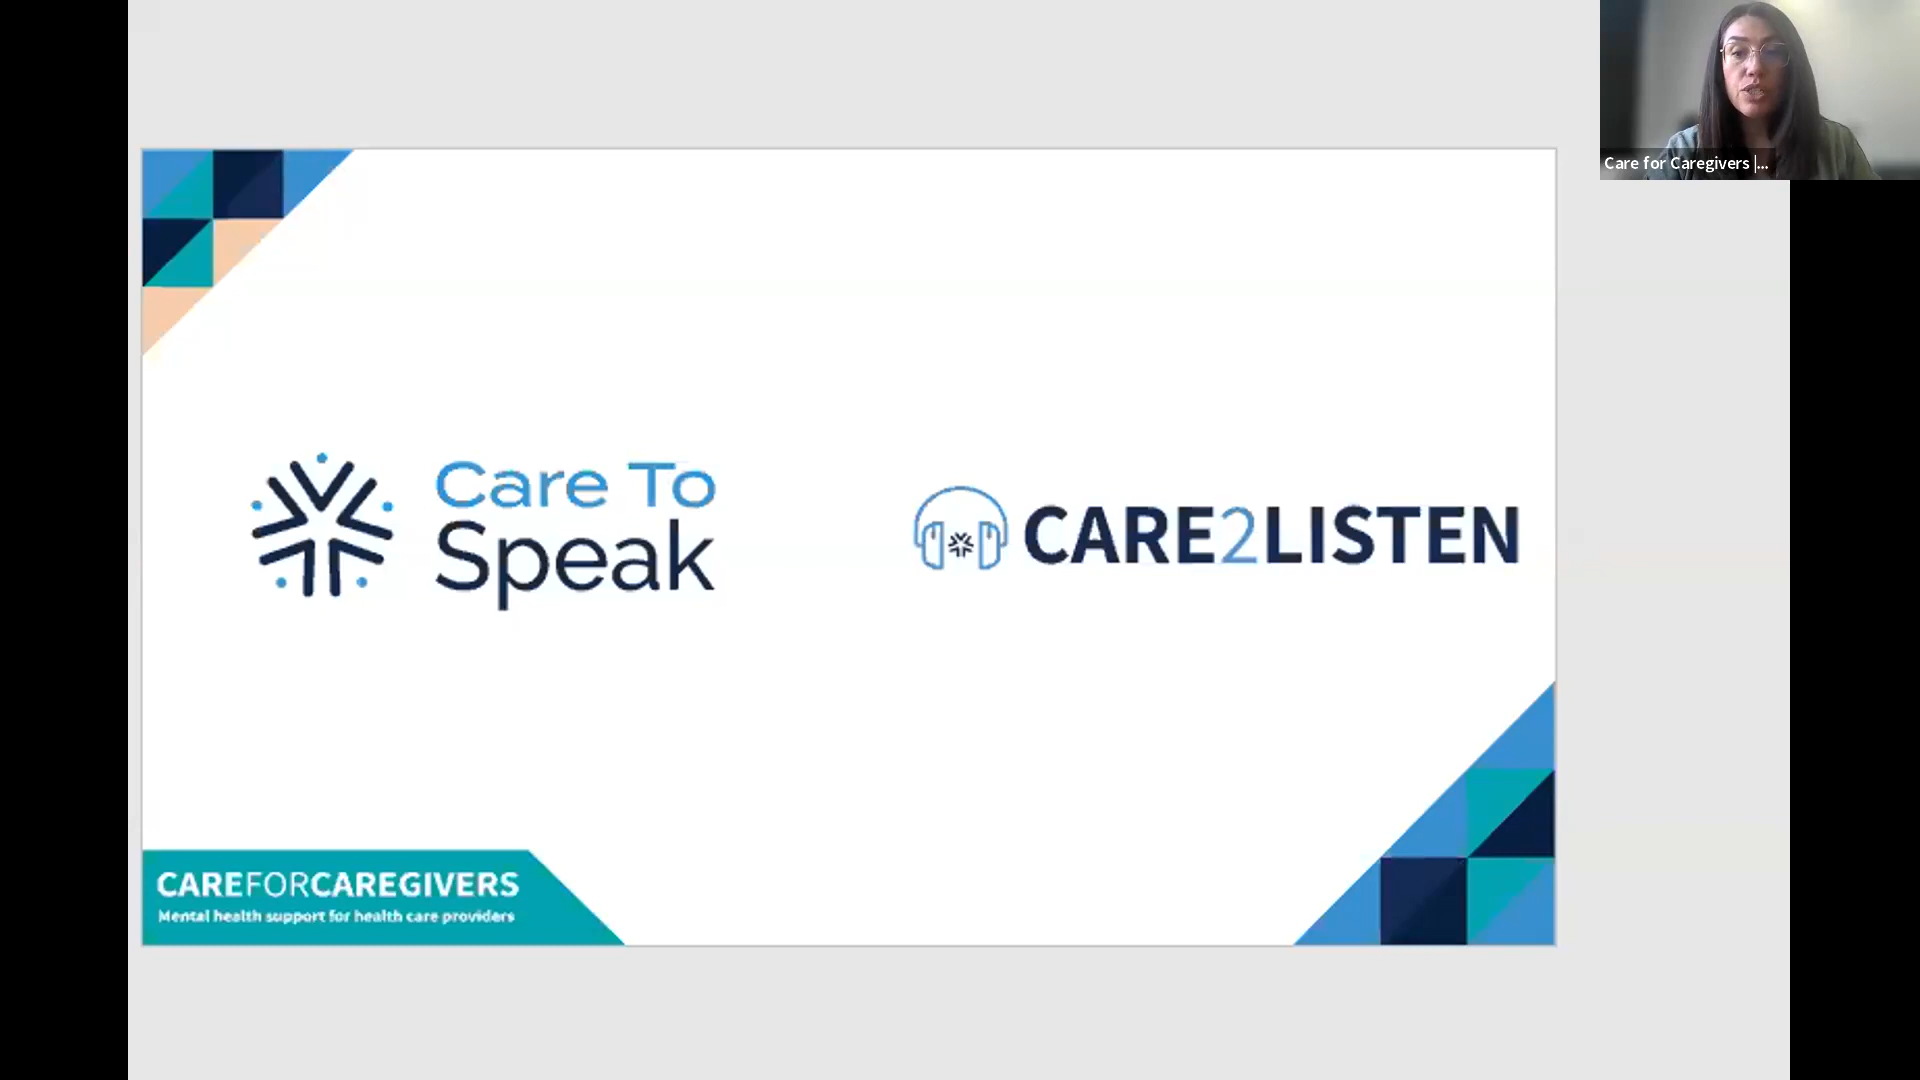 Care for Caregivers |...
Care To
Speak
CARE2LISTEN
CAREFORCAREGIVERS
Mental health support for health care providers